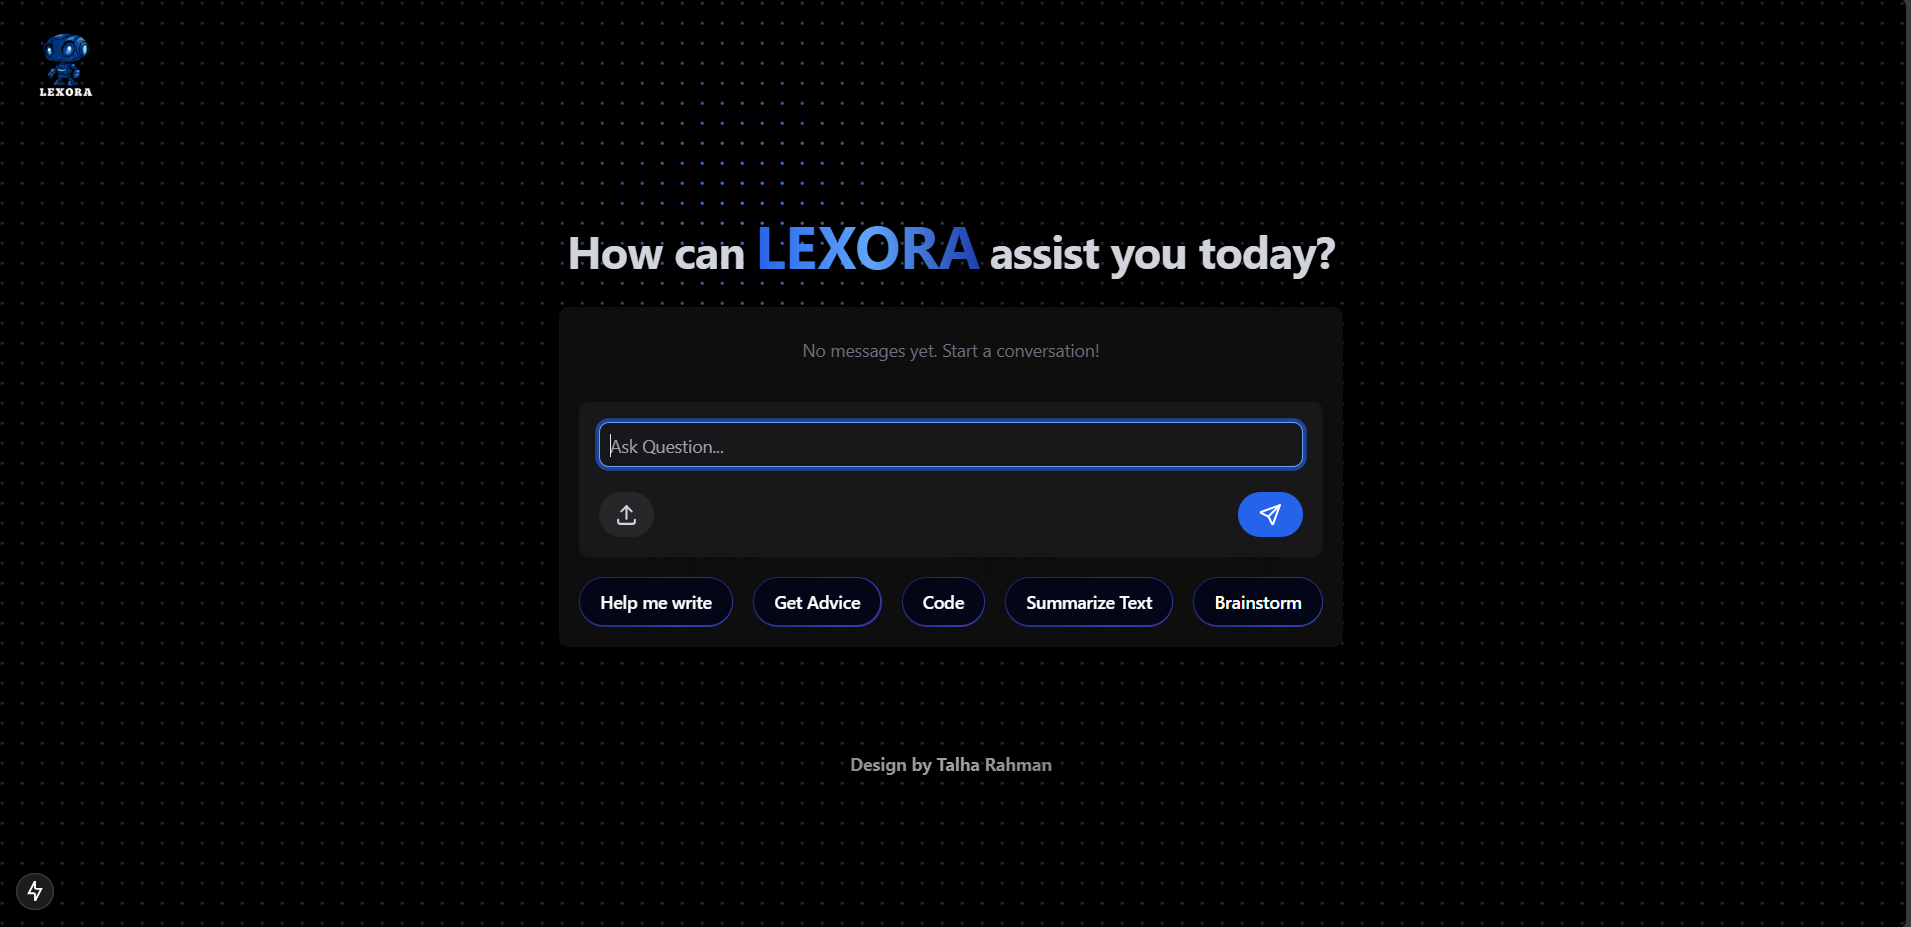 LEXORA
How can LEXORA assist you today?
No messages yet. Start a conversation!
Ask Question...
Help me write
Get Advice
Code
Summarize Text
Brainstorm
Design by Talha Rahman